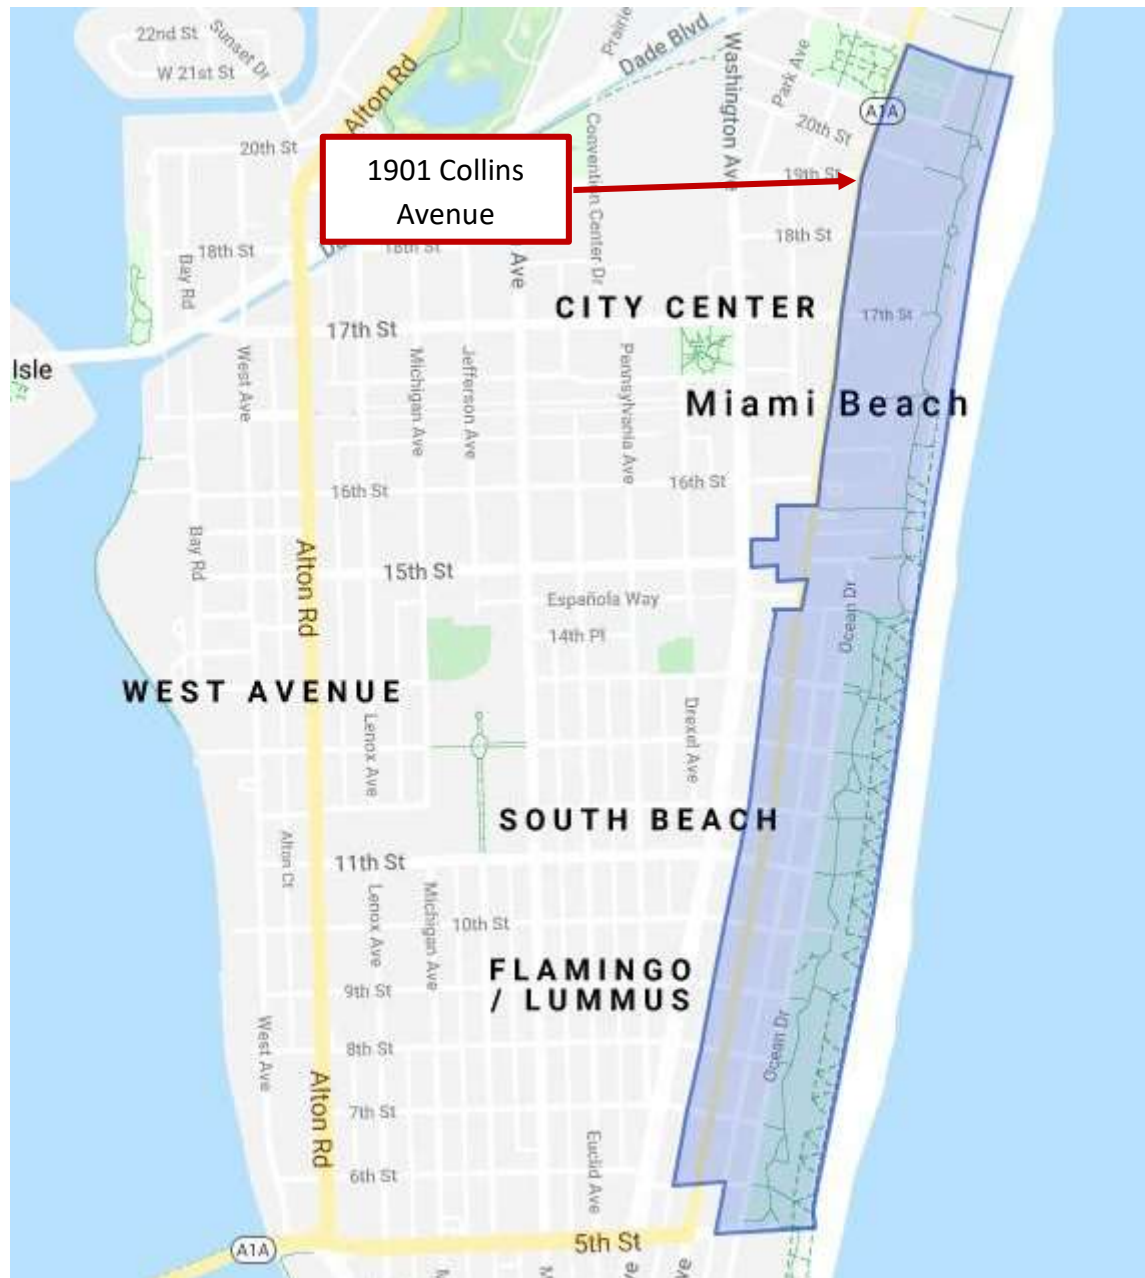 22nd St
Sunset Dr
W 21st St
Alton Rd
Prairie
Dade Blvd
Washington Ave
Park Ave
A1A
20th St
20th St
Convention Center Dr
1901 Collins
Avenue
19th St
18th St
18th St
18th St
Bay Rd
Ave
CITY CENTER
17th St
17th St
Isle
West Ave
Michigan Ave
Jefferson Ave
Pennsylvania Ave
Miami Beach
16th St
16th St
Bay Rd
Alton Rd
15th St
Española Way
Ocean Dr
14th Pl
WEST AVENUE
Lenox Ave
Drexel Ave
SOUTH BEACH
Alton Ct
11th St
Lenox Ave
Michigan Ave
10th St
FLAMINGO
/ LUMMUS
9th St
West Ave
8th St
Ocean Dr
Alton Rd
7th St
Euclid Ave
6th St
A1A
5th St
Ave